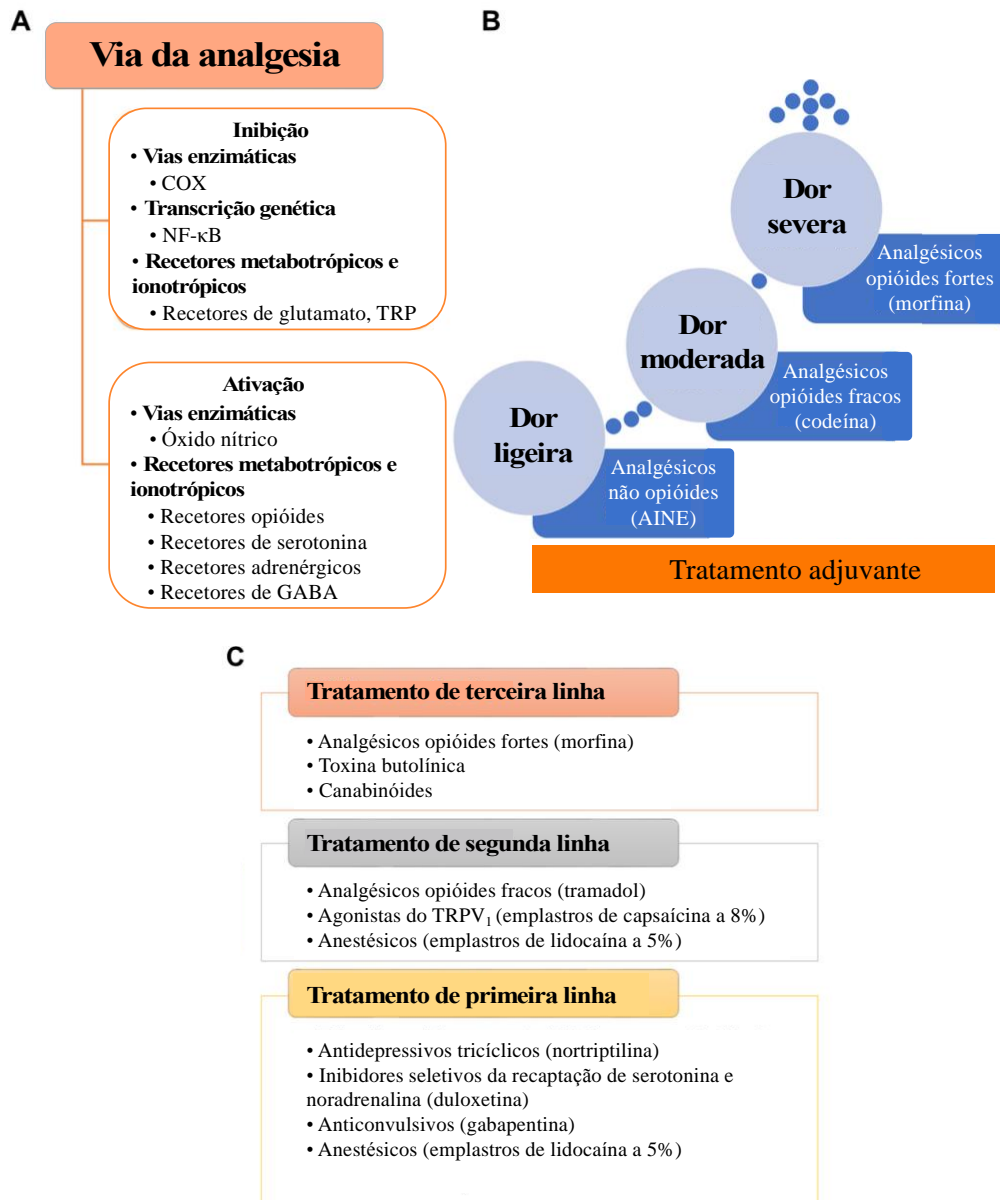 A
Via da analgesia
Inibição
• Vias enzimáticas
• COX
• Transcrição genética
• NF-κB
• Recetores metabotrópicos e
ionotrópicos
• Recetores de glutamato, TRP
Ativação
• Vias enzimáticas
• Óxido nítrico
• Recetores metabotrópicos e
ionotrópicos
• Recetores opióides
• Recetores de serotonina
• Recetores adrenérgicos
• Recetores de GABA
B
Dor
severa
Analgésicos
opióides fortes
(morfina)
Dor
moderada
Analgésicos
opióides fracos
(codeína)
Dor
ligeira
Analgésicos
não opióides
(AINE)
Tratamento adjuvante
C
Tratamento de terceira linha
• Analgésicos opióides fortes (morfina)
• Toxina butolínica
• Canabinóides
Tratamento de segunda linha
• Analgésicos opióides fracos (tramadol)
• Agonistas do TRPV₁ (emplastros de capsaícina a 8%)
• Anestésicos (emplastros de lidocaína a 5%)
Tratamento de primeira linha
• Antidepressivos tricíclicos (nortriptilina)
• Inibidores seletivos da recaptação de serotonina e
noradrenalina (duloxetina)
• Anticonvulsivos (gabapentina)
• Anestésicos (emplastros de lidocaína a 5%)